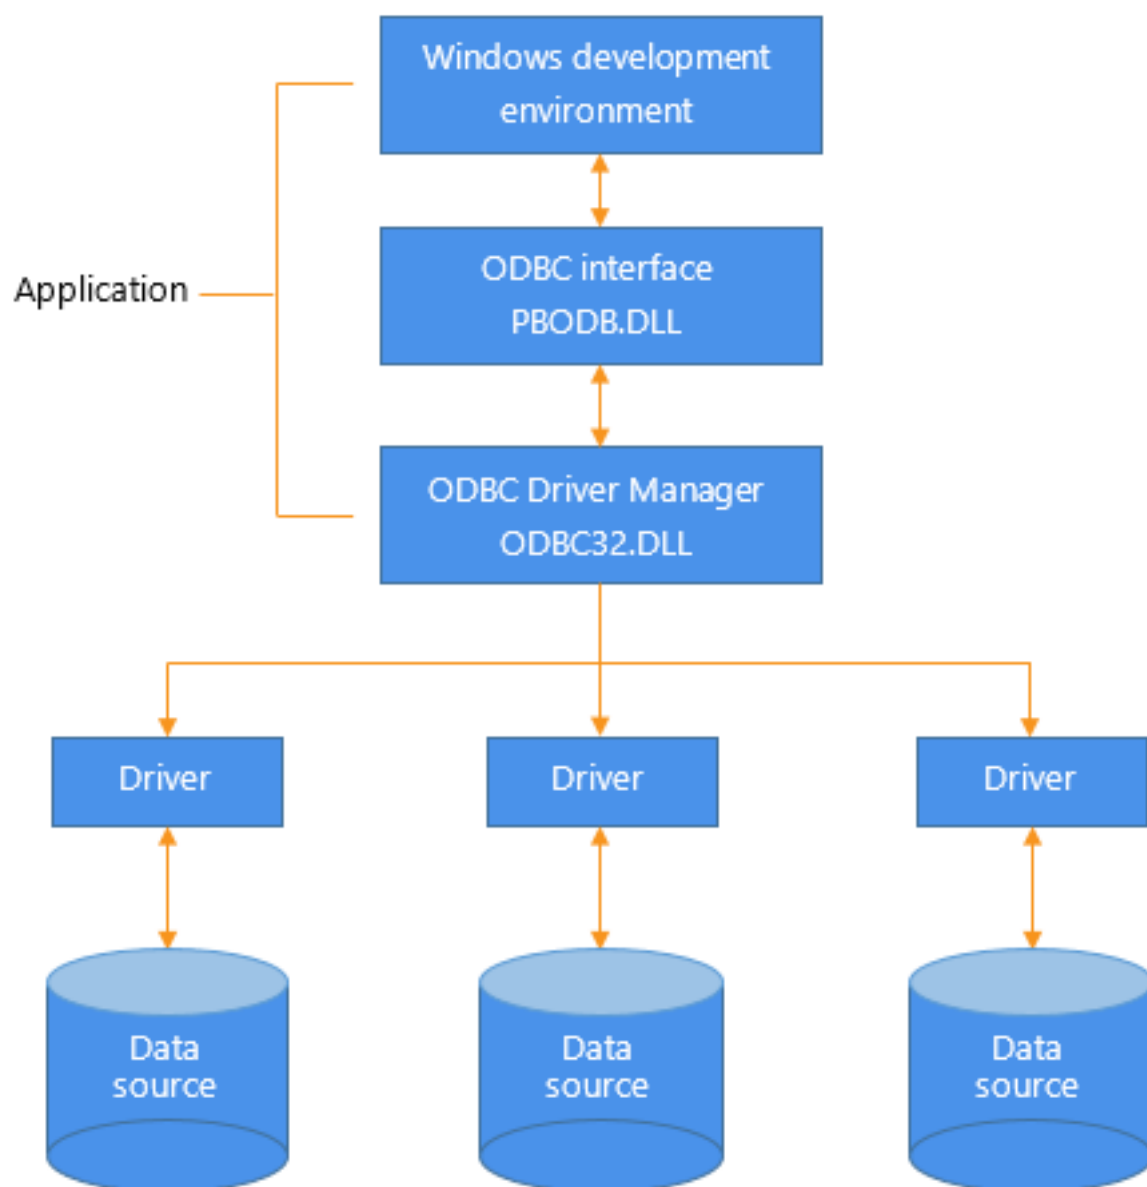 Windows development
environment
ODBC interface
PBODB.DLL
Application
ODBC Driver Manager
ODBC32.DLL
Driver
Driver
Driver
Data
source
Data
source
Data
source